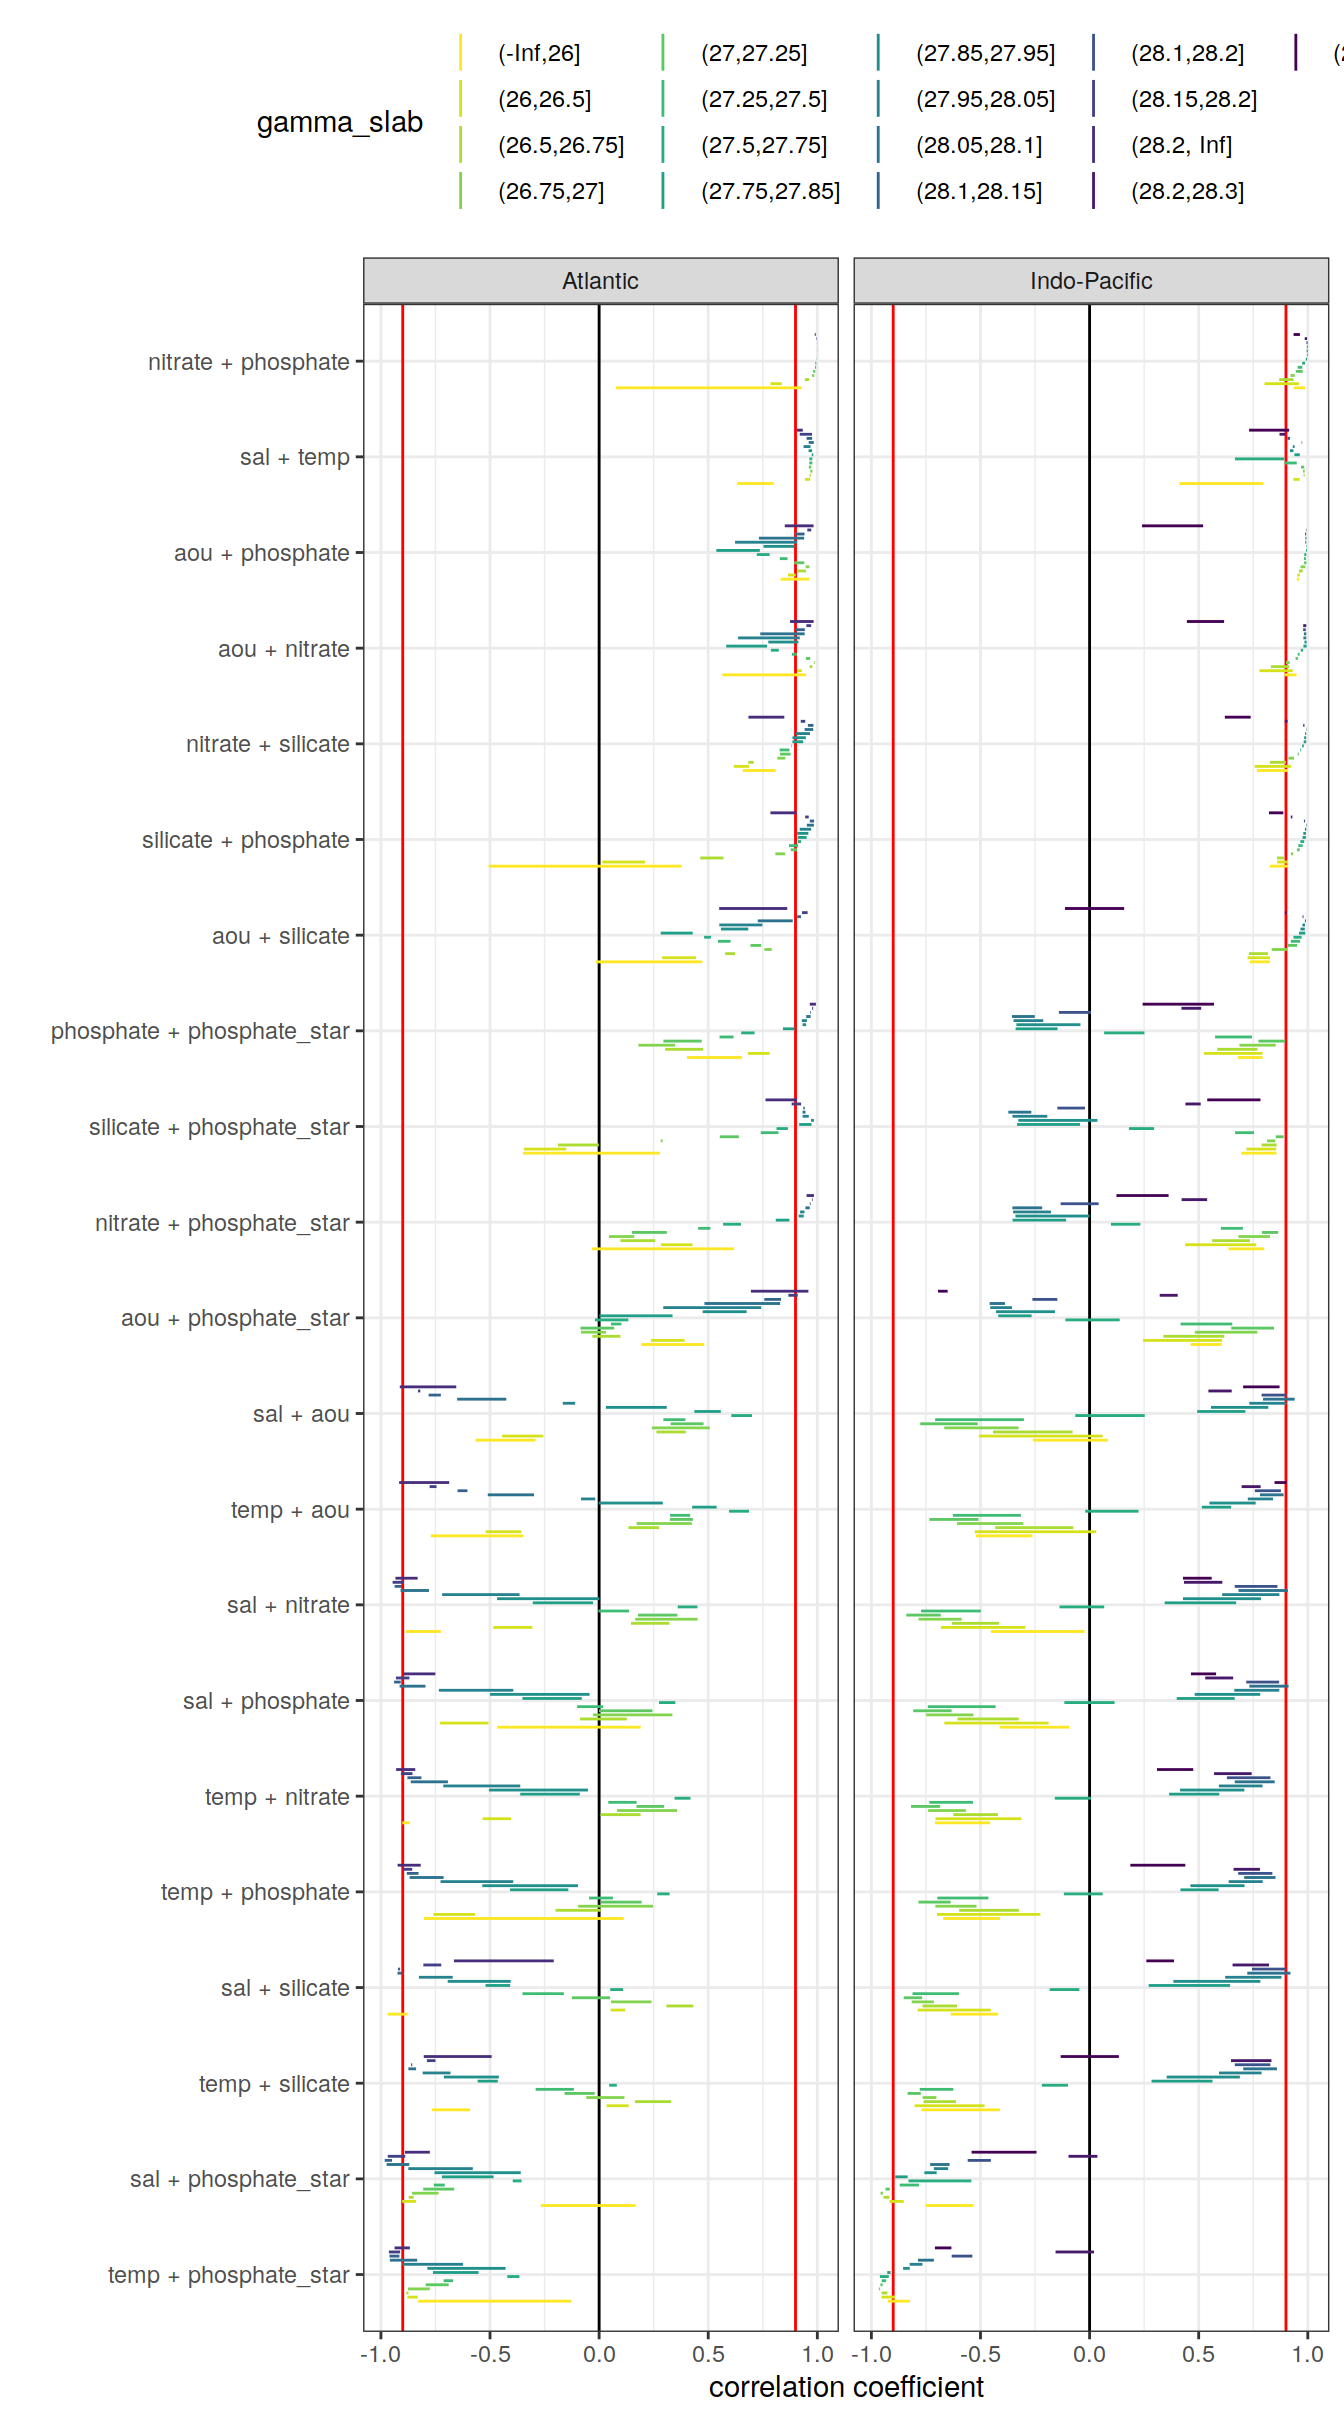 gamma_slab
(-Inf,26]
(26,26.5]
(26.5,26.75]
(26.75,27]
(27,27.25]
(27.25,27.5]
(27.5,27.75]
(27.75,27.85]
(27.85,27.95]
(27.95,28.05]
(28.05,28.1]
(28.1,28.15]
(28.1,28.2]
(28.15,28.2]
(28.2, Inf]
(28.2,28.3]
Atlantic
Indo-Pacific
nitrate + phosphate
sal + temp
aou + phosphate
aou + nitrate
nitrate + silicate
silicate + phosphate
aou + silicate
phosphate + phosphate_star
silicate + phosphate_star
nitrate + phosphate_star
aou + phosphate_star
sal + aou
temp + aou
sal + nitrate
sal + phosphate
temp + nitrate
temp + phosphate
sal + silicate
temp + silicate
sal + phosphate_star
temp + phosphate_star
-1.0 -0.5 0.0 0.5 1.0
-1.0 -0.5 0.0 0.5 1.0
correlation coefficient